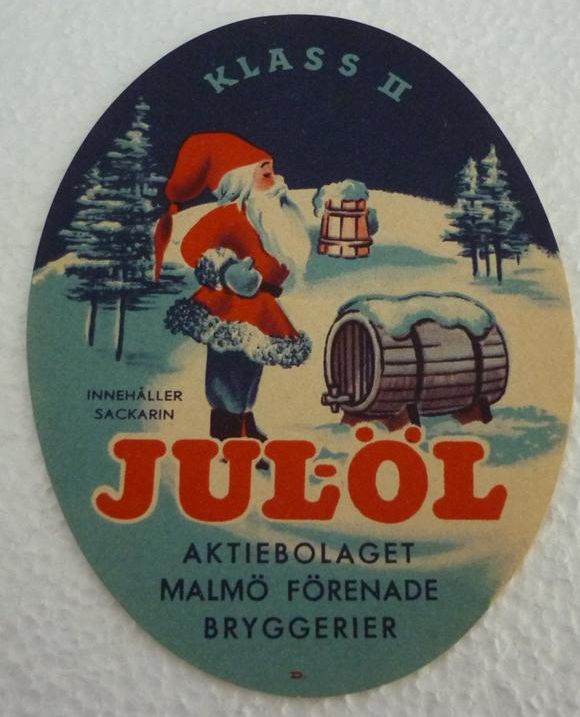 KLASS II
INNEHÅLLER
SACKARIN
JUL-ÖL
AKTIEBOLAGET
MALMÖ FÖRENADE
BRYGGERIER
D.